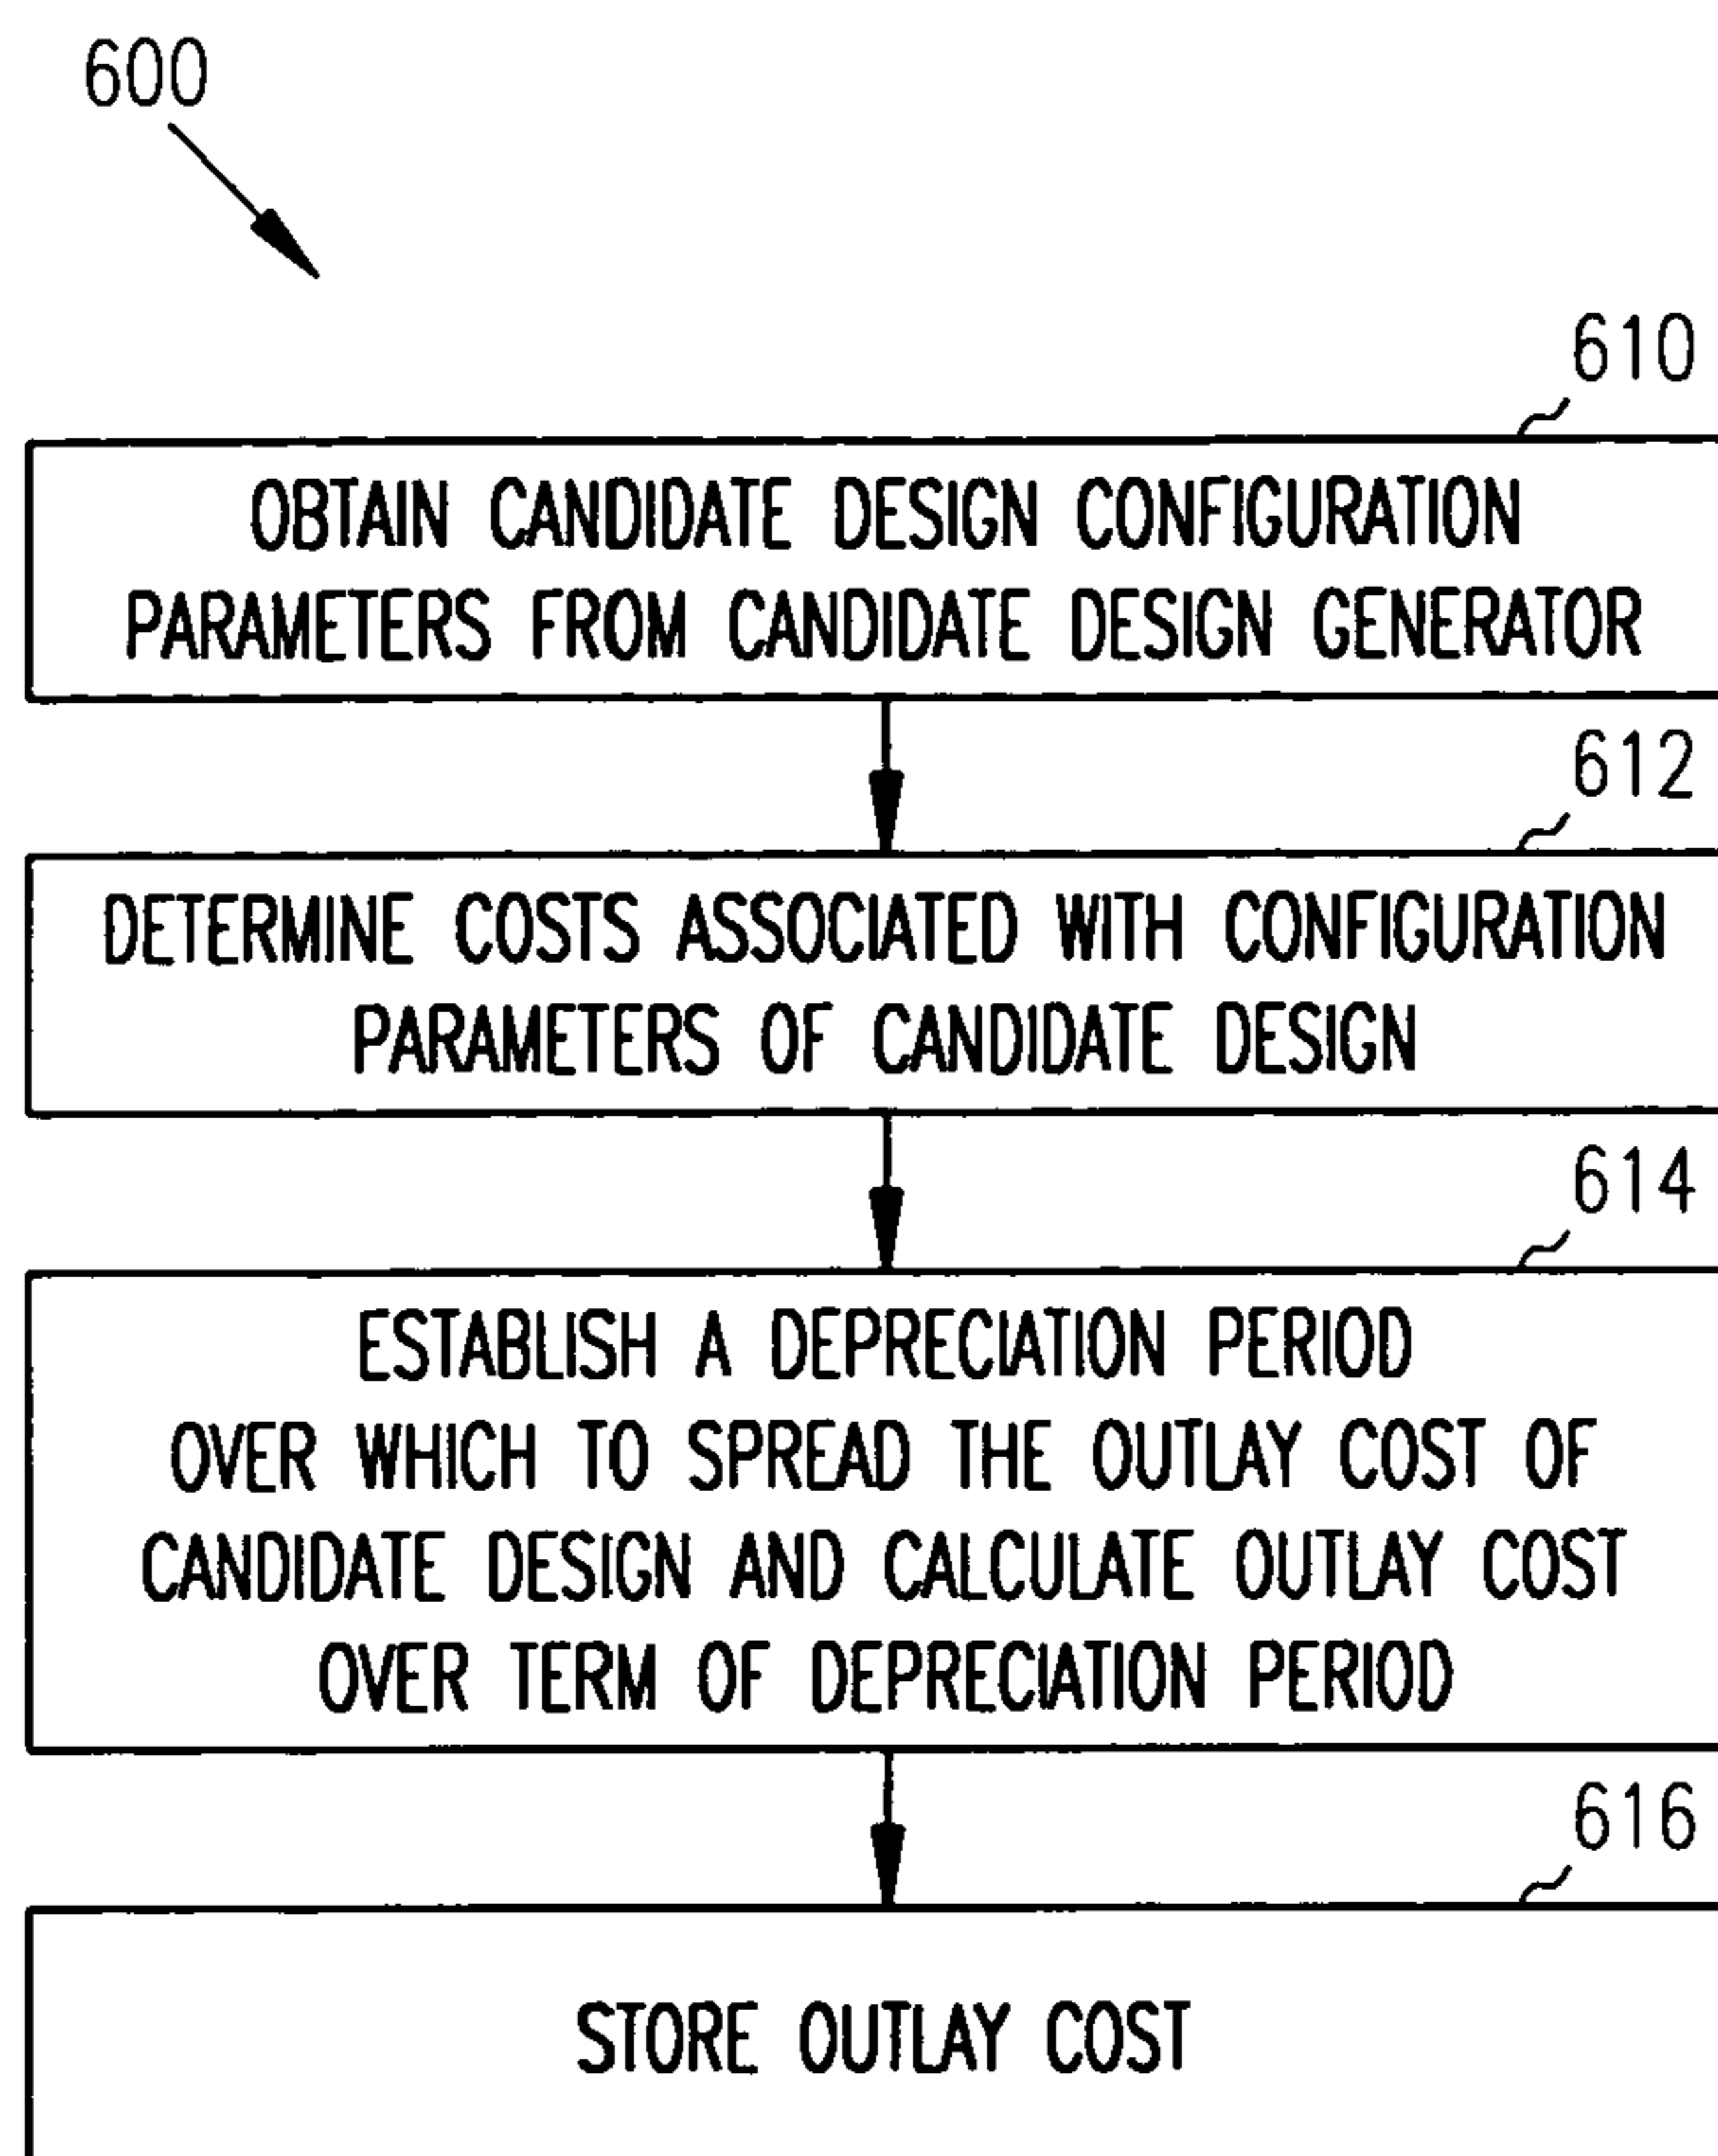 600
610
OBTAIN CANDIDATE DESIGN CONFIGURATION
PARAMETERS FROM CANDIDATE DESIGN GENERATOR
612
DETERMINE COSTS ASSOCIATED WITH CONFIGURATION
PARAMETERS OF CANDIDATE DESIGN
614
ESTABLISH A DEPRECIATION PERIOD
OVER WHICH TO SPREAD THE OUTLAY COST OF
CANDIDATE DESIGN AND CALCULATE OUTLAY COST
OVER TERM OF DEPRECIATION PERIOD
616
STORE OUTLAY COST